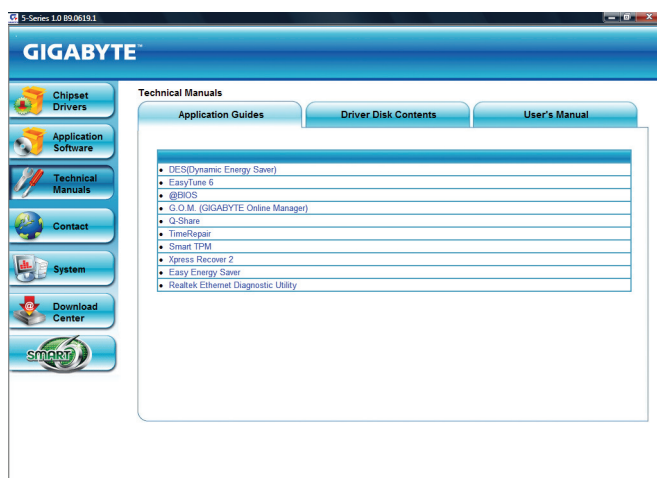 5-Series 1.0 B9.0619.1
GIGABYTE™
Chipset
Drivers
Application
Software
Technical
Manuals
Contact
System
Download
Center
SMART 6
Technical Manuals
Application Guides
Driver Disk Contents
User's Manual
• DES(Dynamic Energy Saver)
• EasyTune 6
• @BIOS
• G.O.M. (GIGABYTE Online Manager)
• Q-Share
• TimeRepair
• Smart TPM
• Xpress Recover 2
• Easy Energy Saver
• Realtek Ethernet Diagnostic Utility